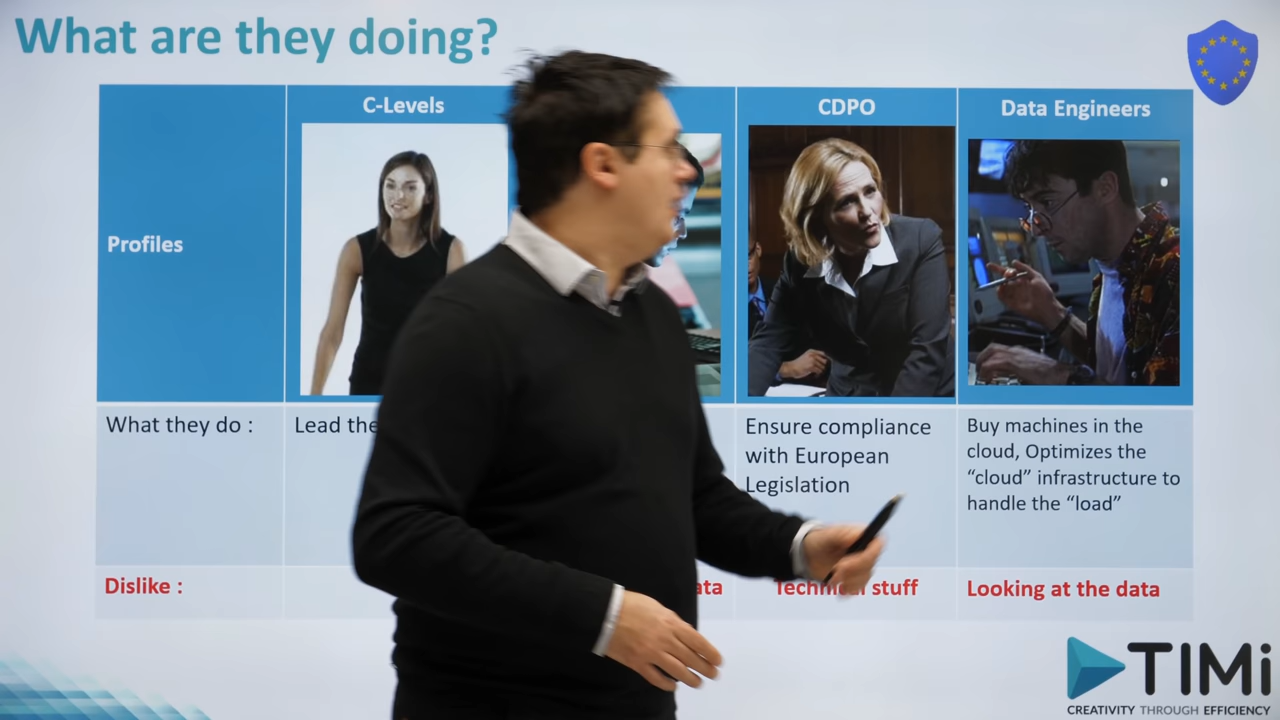 What are they doing?
C-Levels
CDPO
Data Engineers
Profiles
What they do :
Lead the
Ensure compliance
with European
Legislation
Buy machines in the
cloud, Optimizes the
“cloud” infrastructure to
handle the “load”
Dislike :
stuff
Looking at the data
TIMi
CREATIVITY THROUGH EFFICIENCY